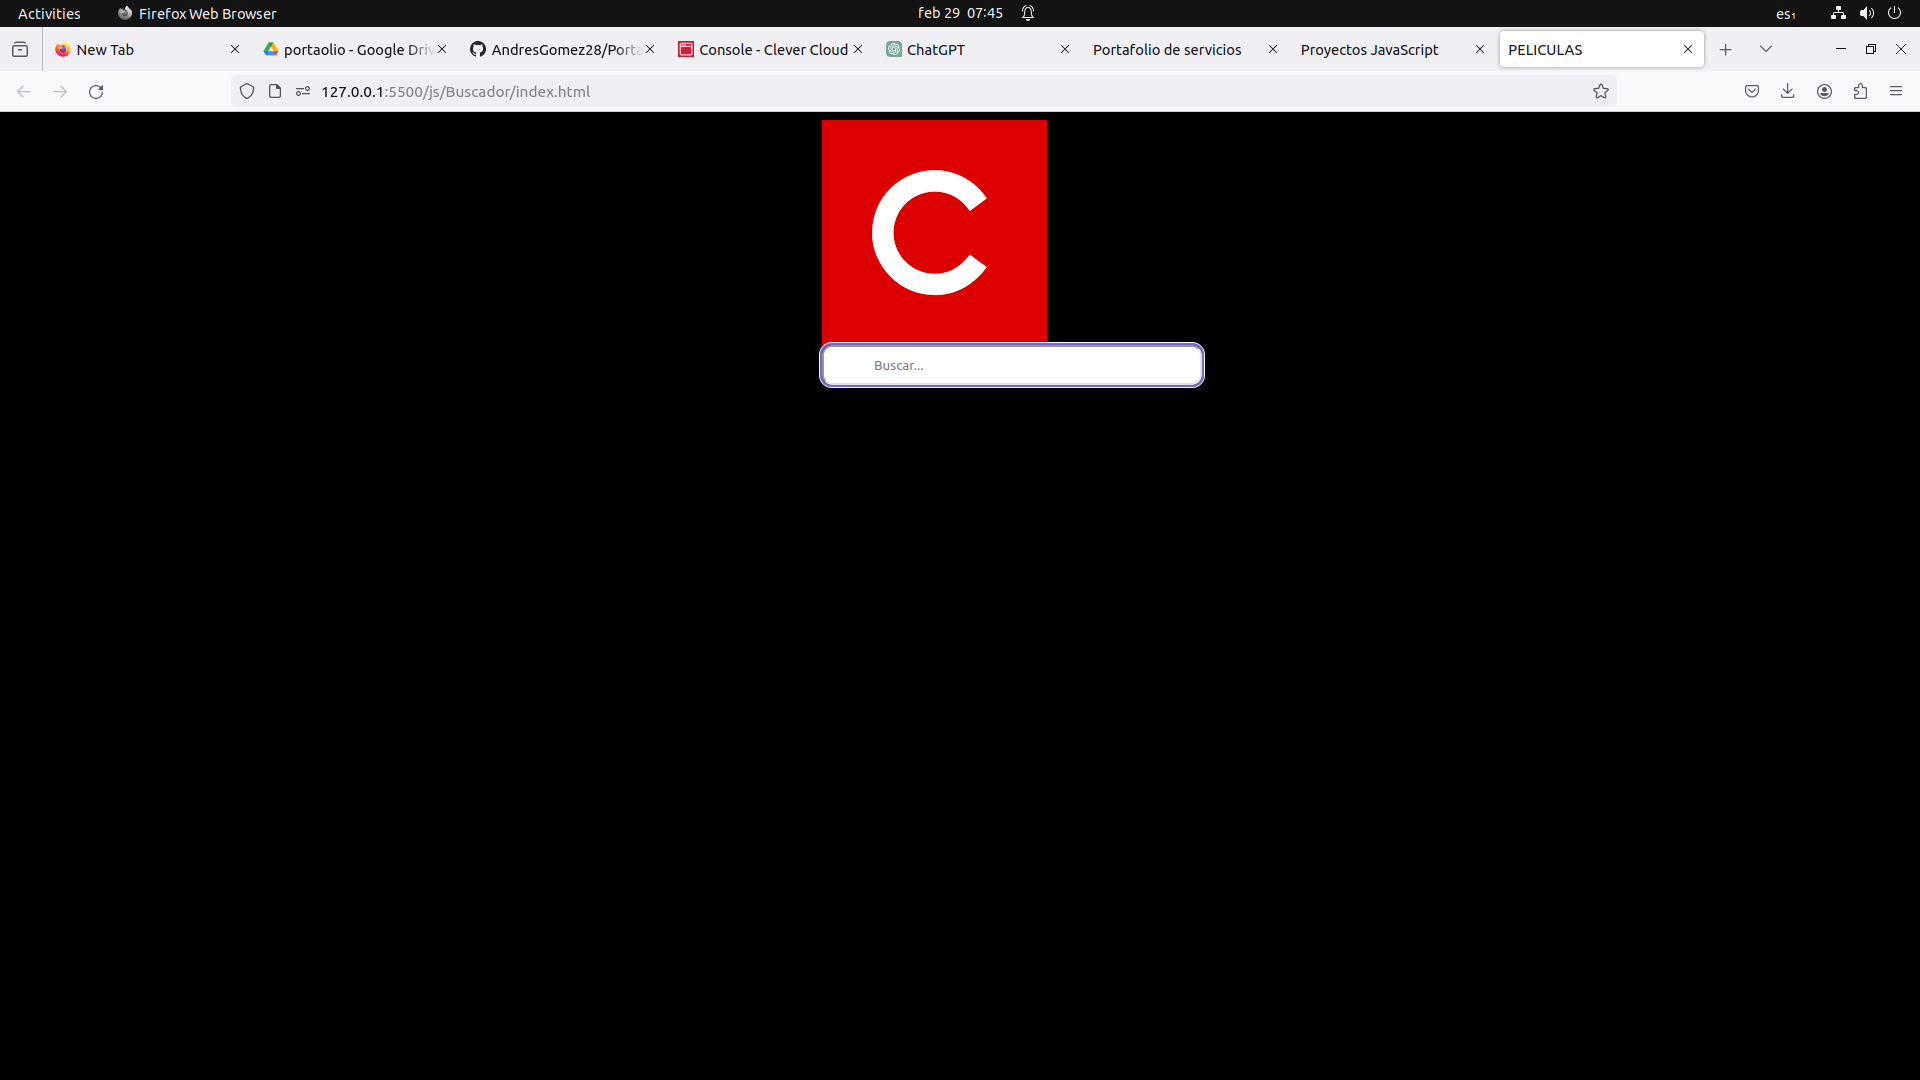 Activities Firefox Web Browser feb 29 07:45 es₁
New Tab portaolio - Google Driv AndresGomez28/Porta Console - Clever Cloud ChatGPT Portafolio de servicios Proyectos JavaScript PELICULAS
127.0.0.1:5500/js/Buscador/index.html
C
Buscar...